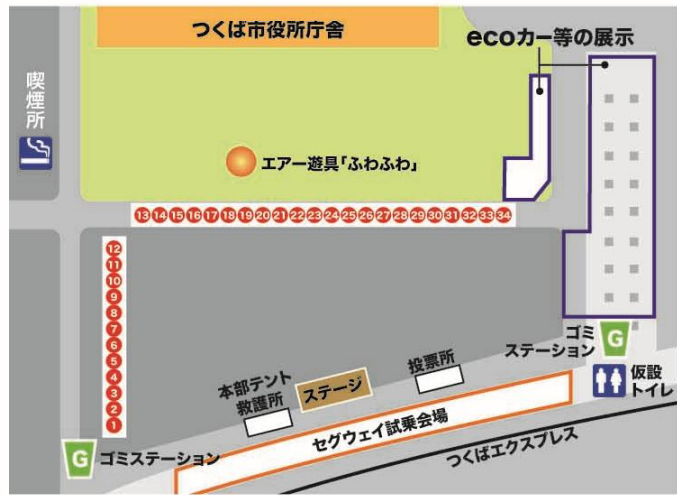 つくば市役所庁舎
ecoカー等の展示
喫煙所
エアー遊具「ふわふわ」
13 14 15 16 17 18 19 20 21 22 23 24 25 26 27 28 29 30 31 32 33 34
12
11
10
9
8
7
6
5
4
3
2
1
ゴミ
ステーション
G
仮設
トイレ
投票所
ステージ
本部テント
救護所
セグウェイ試乗会場
つくばエクスプレス
G
ゴミステーション